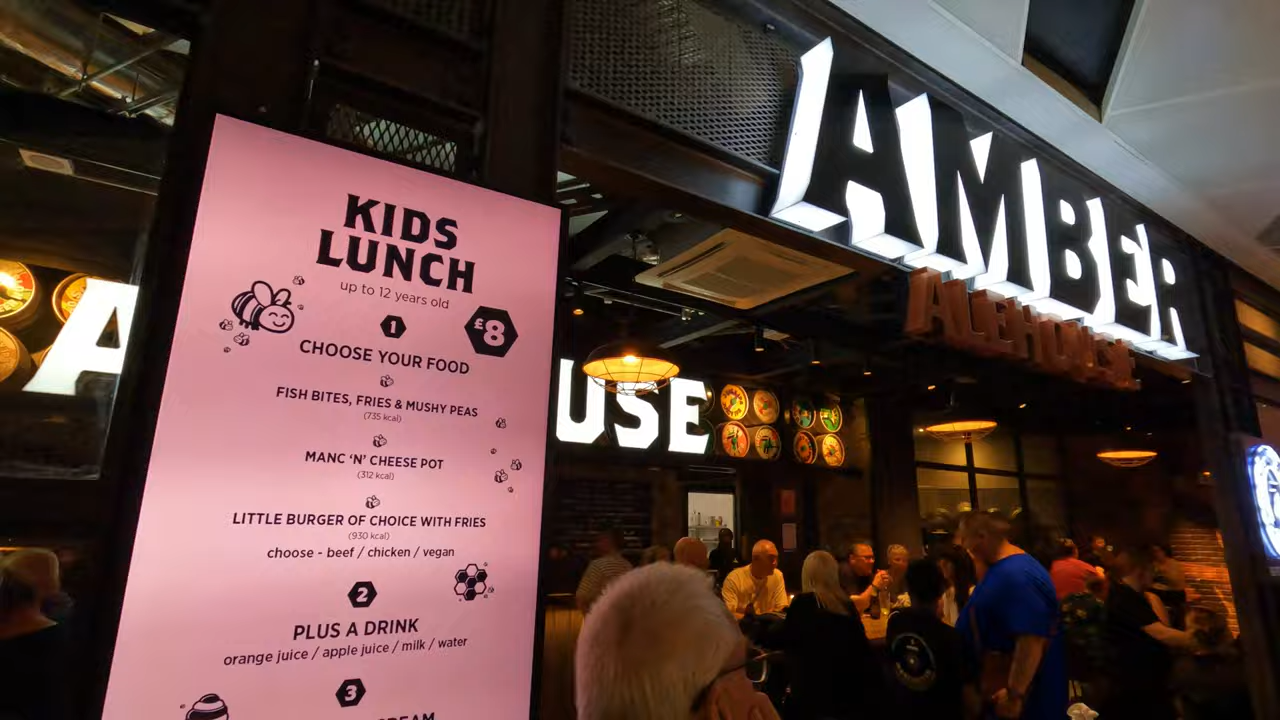 KIDS
LUNCH
up to 12 years old
£8
1
CHOOSE YOUR FOOD
FISH BITES, FRIES & MUSHY PEAS
(735 kcal)
MANC ‘N’ CHEESE POT
(312 kcal)
LITTLE BURGER OF CHOICE WITH FRIES
(930 kcal)
choose - beef / chicken / vegan
2
PLUS A DRINK
orange juice / apple juice / milk / water
3
AMBER
ALEHOUSE
A
USE